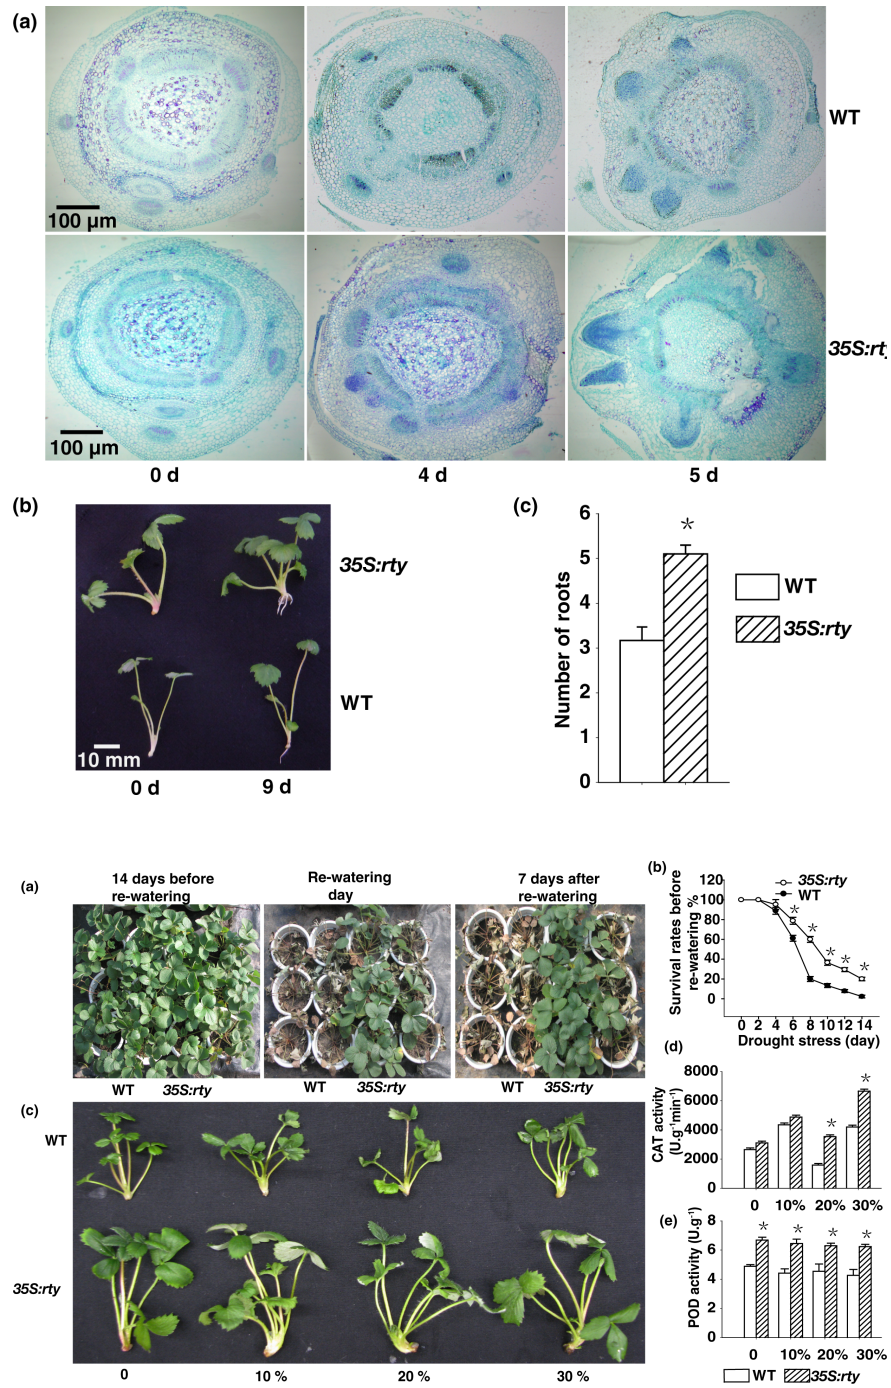 (a)
WT
100 µm
35S:rty
100 µm
0 d
4 d
5 d
(b)
35S:rty
WT
10 mm
0 d
9 d
(c)
6
5
4
3
2
1
0
Number of roots
*
WT
35S:rty
(a)
14 days before
re-watering
Re-watering
day
7 days after
re-watering
WT 35S:rty
WT 35S:rty
WT 35S:rty
(b)
Survival rates before
re-watering %
120
100
80
60
40
20
0
35S:rty
WT
* * * * *
0 2 4 6 8 10 12 14
Drought stress (day)
(c)
WT
35S:rty
0
10 %
20 %
30 %
(d)
CAT activity
(U.g-1min-1)
8000
6000
4000
2000
0
* *
0 10% 20% 30%
(e)
POD activity (U.g-1)
8
6
4
2
0
* * * *
0 10% 20% 30%
WT 35S:rty